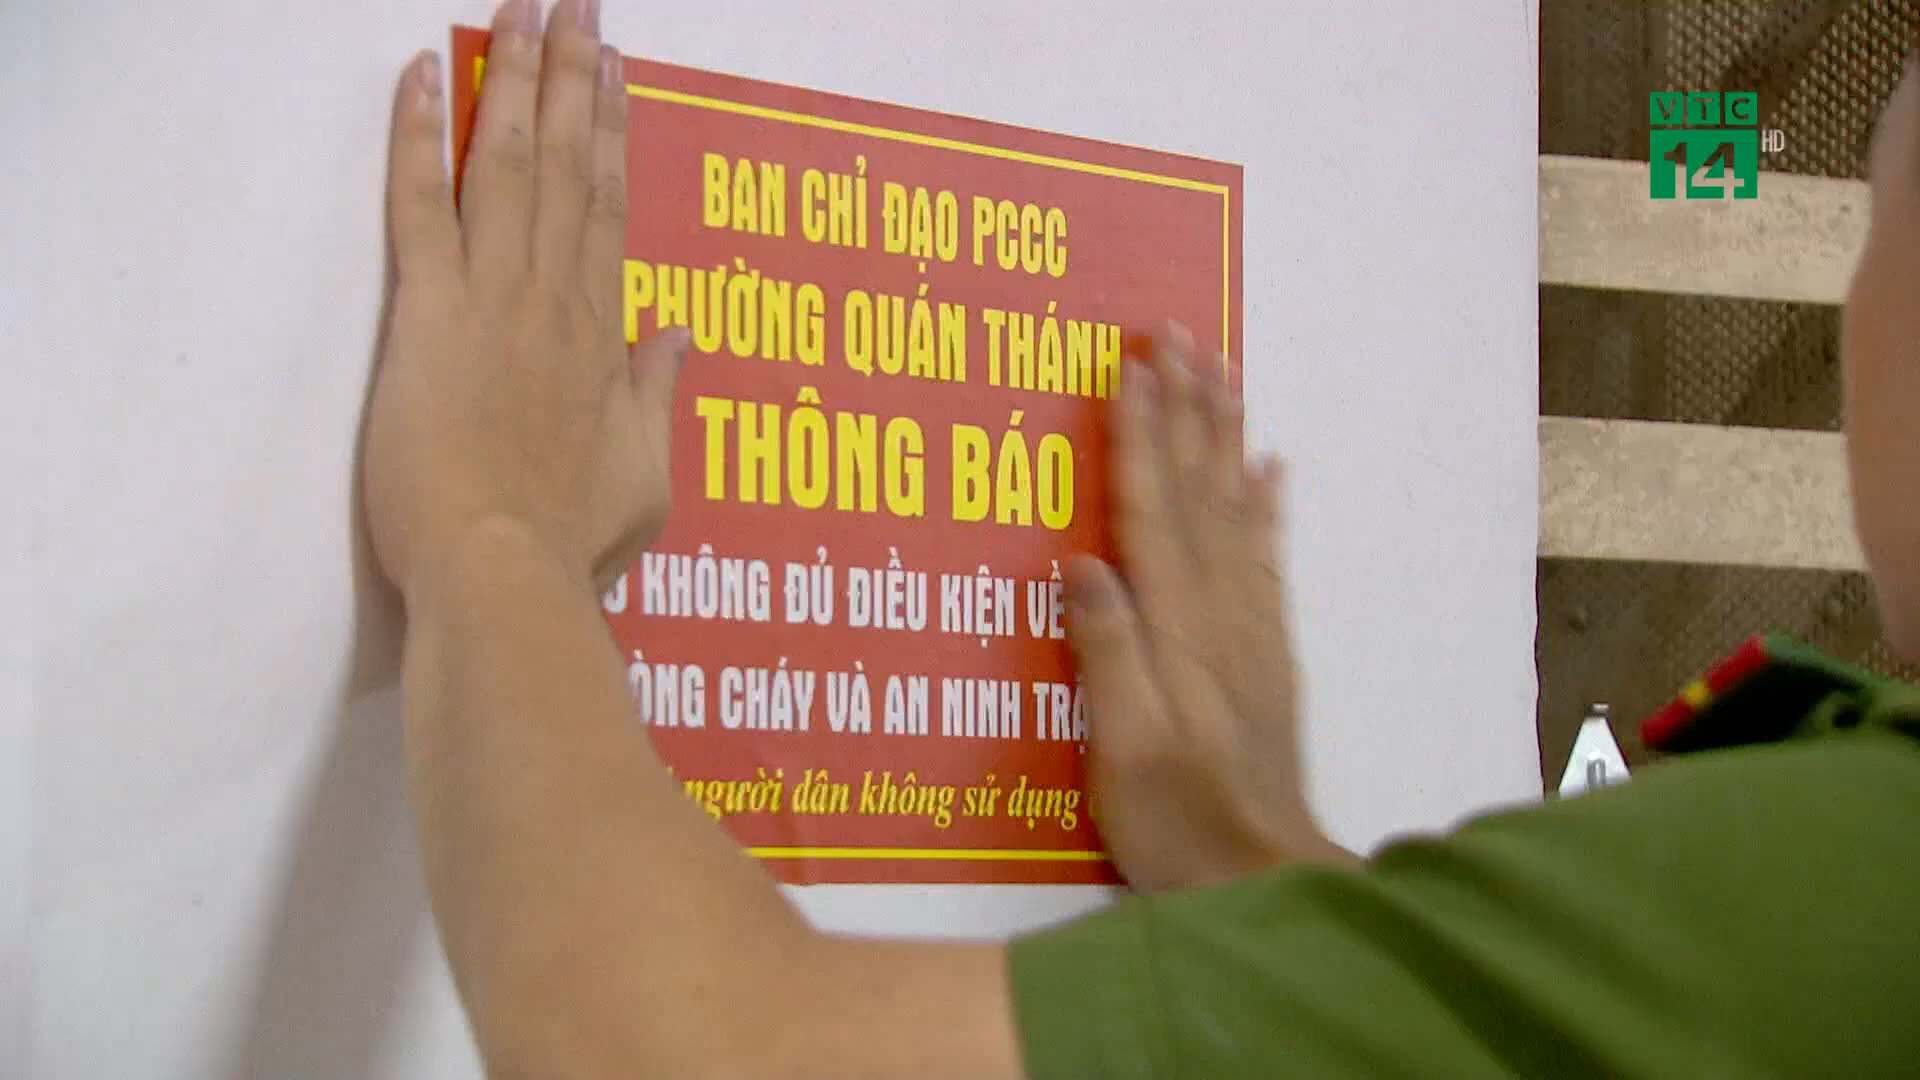 VTC
14 HD
BAN CHỈ ĐẠO PCCC
PHƯỜNG QUÁN THÁNH
THÔNG BÁO
KHÔNG ĐỦ ĐIỀU KIỆN VỀ
CHÁY VÀ AN NINH
người dân không sử dụng